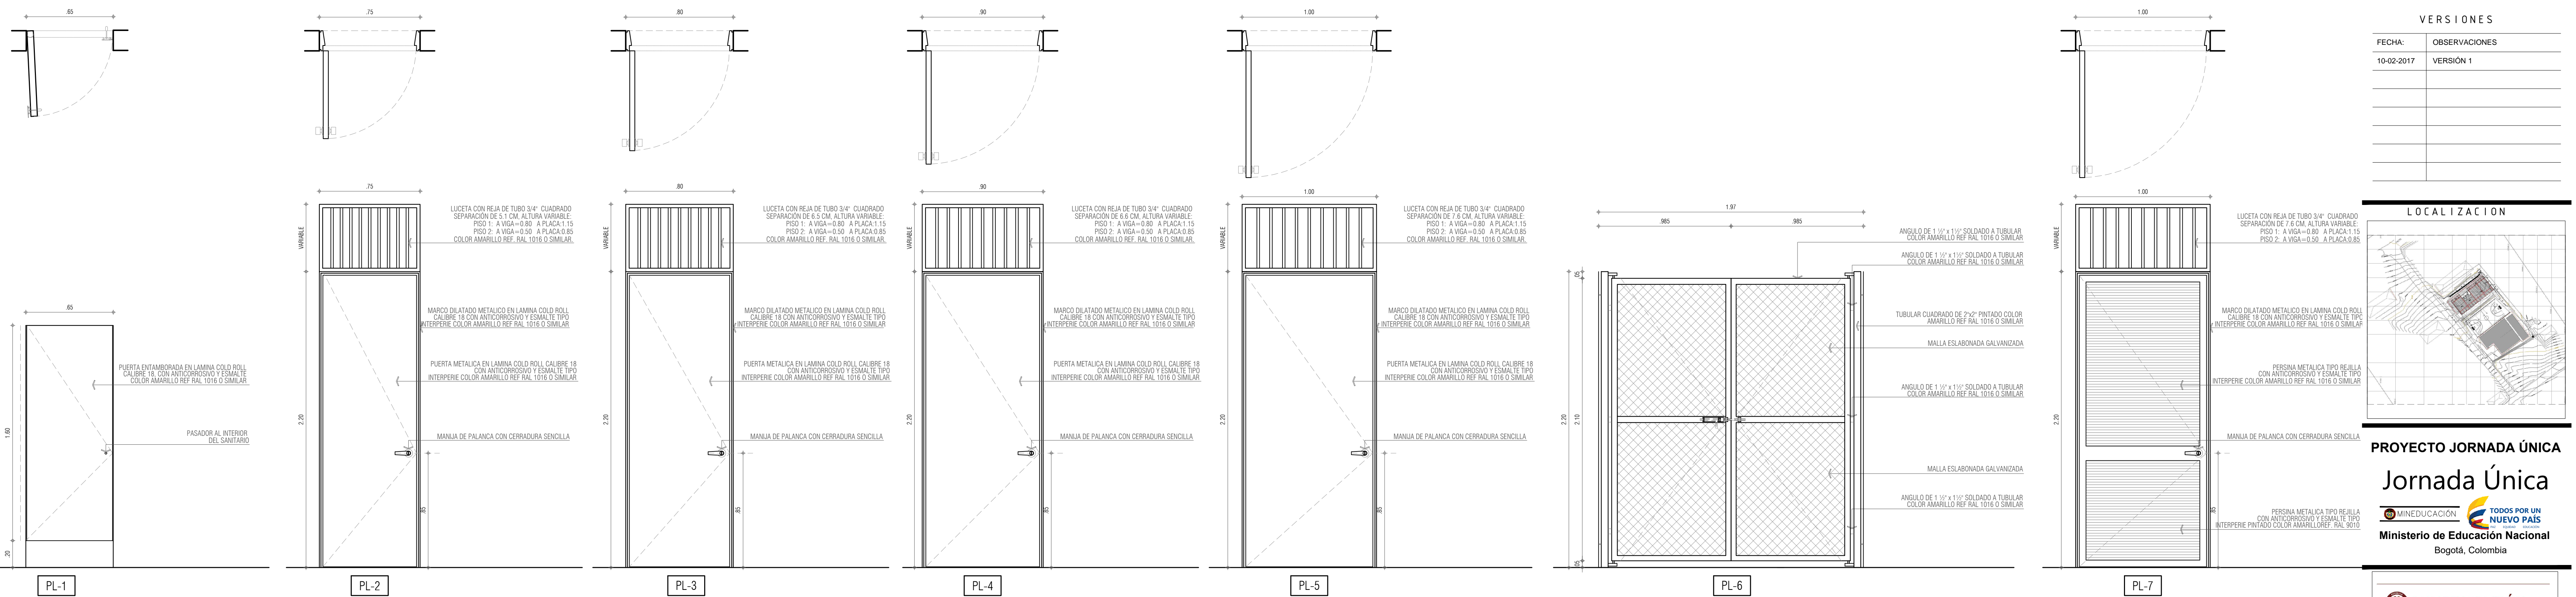 .65
1.60
.20
.65
PUERTA ENTAMBORADA EN LAMINA COLD ROLL
CALIBRE 18, CON ANTICORROSIVO Y ESMALTE
COLOR AMARILLO REF RAL 1016 O SIMILAR
PASADOR AL INTERIOR
DEL SANITARIO
PL-1
.75
.75
VARIABLE
2.20
LUCETA CON REJA DE TUBO 3/4" CUADRADO
SEPARACIÓN DE 5.1 CM, ALTURA VARIABLE:
PISO 1: A VIGA=0.80 A PLACA:1.15
PISO 2: A VIGA=0.50 A PLACA:0.85
COLOR AMARILLO REF. RAL 1016 O SIMILAR.
MARCO DILATADO METALICO EN LAMINA COLD ROLL
CALIBRE 18 CON ANTICORROSIVO Y ESMALTE TIPO
INTERPERIE COLOR AMARILLO REF RAL 1016 O SIMILAR
PUERTA METALICA EN LAMINA COLD ROLL CALIBRE 18
CON ANTICORROSIVO Y ESMALTE TIPO
INTERPERIE COLOR AMARILLO REF RAL 1016 O SIMILAR
MANIJA DE PALANCA CON CERRADURA SENCILLA
.85
PL-2
.80
.80
VARIABLE
2.20
LUCETA CON REJA DE TUBO 3/4" CUADRADO
SEPARACIÓN DE 6.5 CM, ALTURA VARIABLE:
PISO 1: A VIGA=0.80 A PLACA:1.15
PISO 2: A VIGA=0.50 A PLACA:0.85
COLOR AMARILLO REF. RAL 1016 O SIMILAR.
MARCO DILATADO METALICO EN LAMINA COLD ROLL
CALIBRE 18 CON ANTICORROSIVO Y ESMALTE TIPO
INTERPERIE COLOR AMARILLO REF RAL 1016 O SIMILAR
PUERTA METALICA EN LAMINA COLD ROLL CALIBRE 18
CON ANTICORROSIVO Y ESMALTE TIPO
INTERPERIE COLOR AMARILLO REF RAL 1016 O SIMILAR
MANIJA DE PALANCA CON CERRADURA SENCILLA
.85
PL-3
.90
.90
VARIABLE
2.20
LUCETA CON REJA DE TUBO 3/4" CUADRADO
SEPARACIÓN DE 6.6 CM, ALTURA VARIABLE:
PISO 1: A VIGA=0.80 A PLACA:1.15
PISO 2: A VIGA=0.50 A PLACA:0.85
COLOR AMARILLO REF. RAL 1016 O SIMILAR.
MARCO DILATADO METALICO EN LAMINA COLD ROLL
CALIBRE 18 CON ANTICORROSIVO Y ESMALTE TIPO
INTERPERIE COLOR AMARILLO REF RAL 1016 O SIMILAR
PUERTA METALICA EN LAMINA COLD ROLL CALIBRE 18
CON ANTICORROSIVO Y ESMALTE TIPO
INTERPERIE COLOR AMARILLO REF RAL 1016 O SIMILAR
MANIJA DE PALANCA CON CERRADURA SENCILLA
.85
PL-4
1.00
1.00
VARIABLE
2.20
LUCETA CON REJA DE TUBO 3/4" CUADRADO
SEPARACIÓN DE 7.6 CM, ALTURA VARIABLE:
PISO 1: A VIGA=0.80 A PLACA:1.15
PISO 2: A VIGA=0.50 A PLACA:0.85
COLOR AMARILLO REF. RAL 1016 O SIMILAR.
MARCO DILATADO METALICO EN LAMINA COLD ROLL
CALIBRE 18 CON ANTICORROSIVO Y ESMALTE TIPO
INTERPERIE COLOR AMARILLO REF RAL 1016 O SIMILAR
PUERTA METALICA EN LAMINA COLD ROLL CALIBRE 18
CON ANTICORROSIVO Y ESMALTE TIPO
INTERPERIE COLOR AMARILLO REF RAL 1016 O SIMILAR
MANIJA DE PALANCA CON CERRADURA SENCILLA
.85
PL-5
1.97
.985 .985
.05
2.20
2.10
.05
ANGULO DE 1 ½" x 1½" SOLDADO A TUBULAR
COLOR AMARILLO REF RAL 1016 O SIMILAR
ANGULO DE 1 ½" x 1½" SOLDADO A TUBULAR
COLOR AMARILLO REF RAL 1016 O SIMILAR
TUBULAR CUADRADO DE 2"x2" PINTADO COLOR
AMARILLO REF RAL 1016 O SIMILAR
MALLA ESLABONADA GALVANIZADA
ANGULO DE 1 ½" x 1½" SOLDADO A TUBULAR
COLOR AMARILLO REF RAL 1016 O SIMILAR
MALLA ESLABONADA GALVANIZADA
ANGULO DE 1 ½" x 1½" SOLDADO A TUBULAR
COLOR AMARILLO REF RAL 1016 O SIMILAR
PL-6
1.00
1.00
VARIABLE
2.20
LUCETA CON REJA DE TUBO 3/4" CUADRADO
SEPARACIÓN DE 7.6 CM, ALTURA VARIABLE:
PISO 1: A VIGA=0.80 A PLACA:1.15
PISO 2: A VIGA=0.50 A PLACA:0.85
MARCO DILATADO METALICO EN LAMINA COLD ROLL
CALIBRE 18 CON ANTICORROSIVO Y ESMALTE TIPO
INTERPERIE COLOR AMARILLO REF RAL 1016 O SIMILAR
PERSINA METALICA TIPO REJILLA
CON ANTICORROSIVO Y ESMALTE TIPO
INTERPERIE COLOR AMARILLO REF RAL 1016 O SIMILAR
MANIJA DE PALANCA CON CERRADURA SENCILLA
.85
PERSINA METALICA TIPO REJILLA
CON ANTICORROSIVO Y ESMALTE TIPO
INTERPERIE PINTADO COLOR AMARILLOREF. RAL 9010
PL-7
VERSIONES
FECHA: OBSERVACIONES
10-02-2017 VERSIÓN 1
LOCALIZACION
PROYECTO JORNADA ÚNICA
Jornada Única
MINEDUCACIÓN
TODOS POR UN
NUEVO PAÍS
PAZ EQUIDAD EDUCACIÓN
Ministerio de Educación Nacional
Bogotá, Colombia